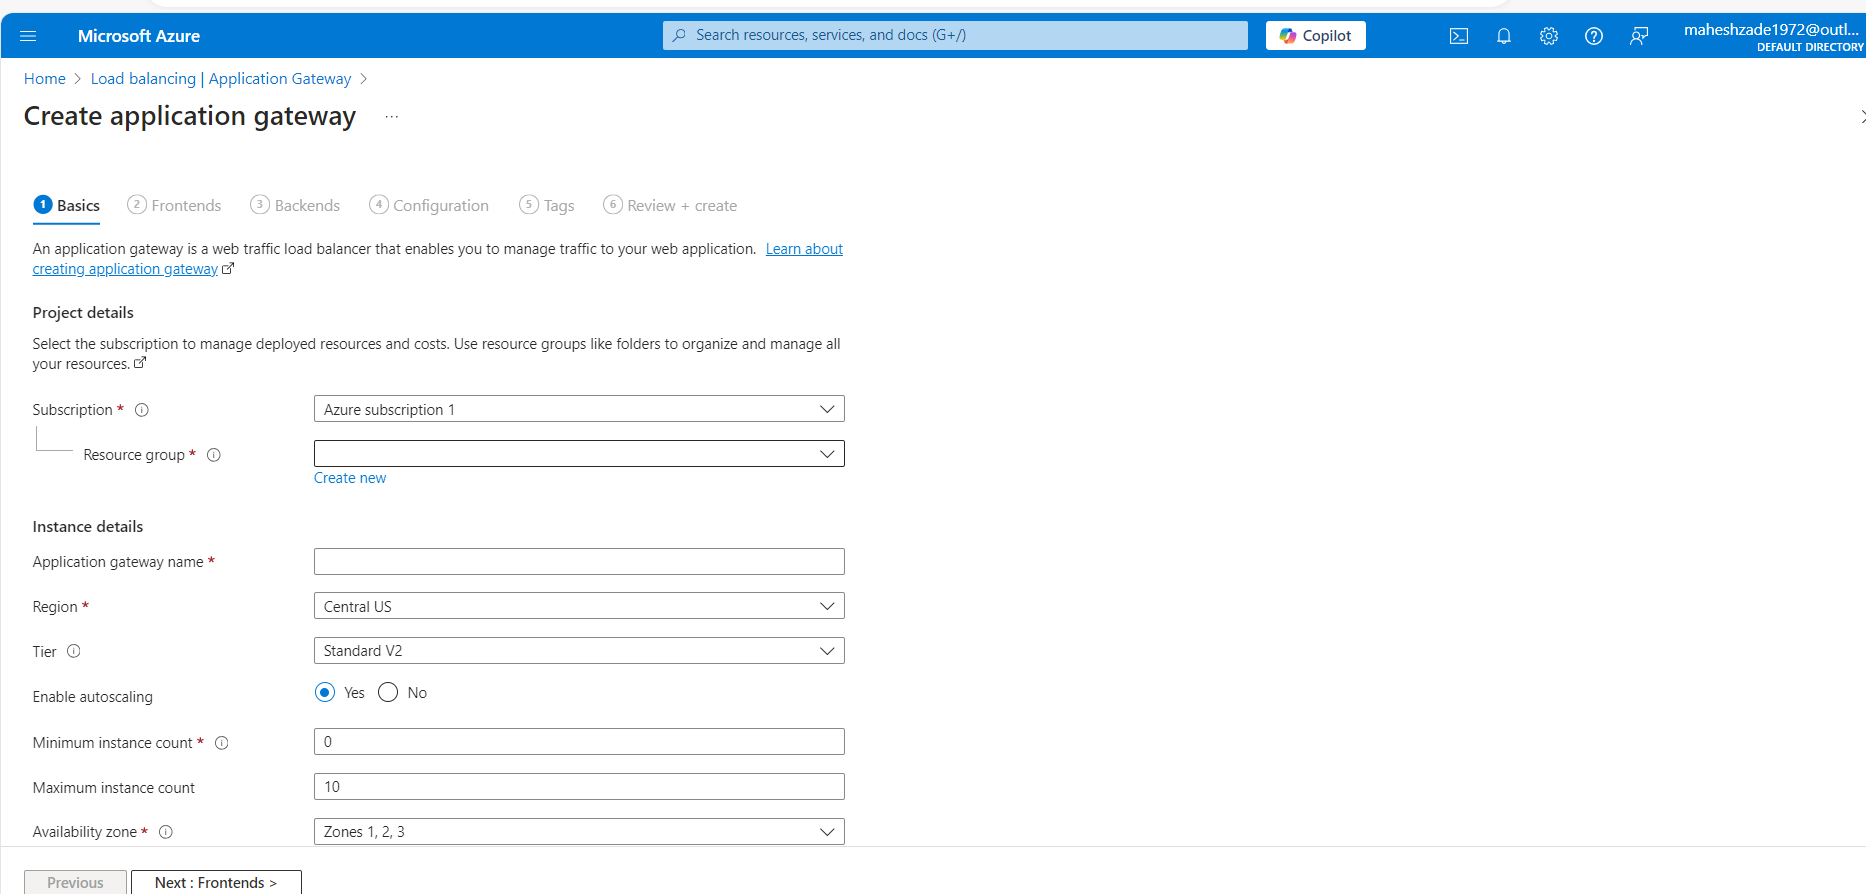 Microsoft Azure
Search resources, services, and docs (G+/)
Copilot
maheshzade1972@outl...
DEFAULT DIRECTORY
Home > Load balancing | Application Gateway >
Create application gateway ...
1 Basics 2 Frontends 3 Backends 4 Configuration 5 Tags 6 Review + create
An application gateway is a web traffic load balancer that enables you to manage traffic to your web application. Learn about
creating application gateway
Project details
Select the subscription to manage deployed resources and costs. Use resource groups like folders to organize and manage all
your resources.
Subscription * Azure subscription 1
Resource group *
Create new
Instance details
Application gateway name *
Region * Central US
Tier Standard V2
Enable autoscaling Yes No
Minimum instance count * 0
Maximum instance count 10
Availability zone * Zones 1, 2, 3
Previous Next : Frontends >